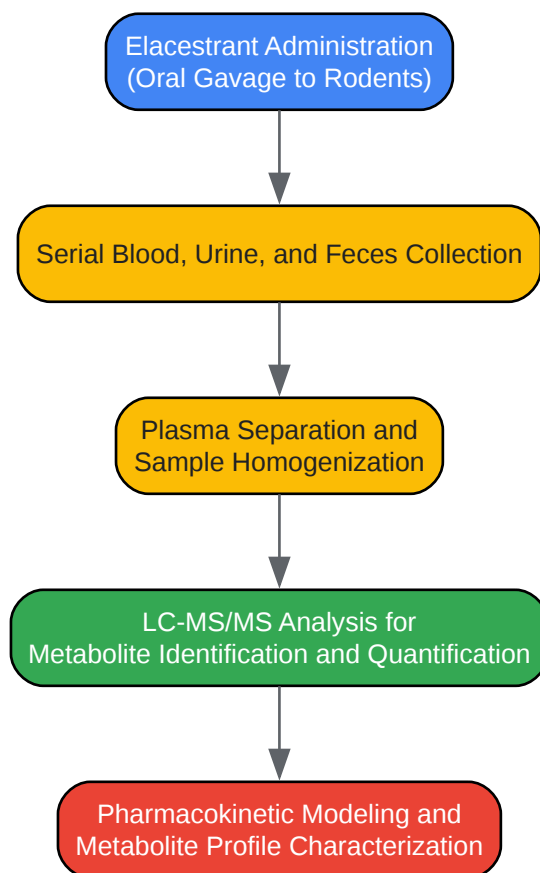 Elacestrant Administration
(Oral Gavage to Rodents)
Serial Blood, Urine, and Feces Collection
Plasma Separation and
Sample Homogenization
LC-MS/MS Analysis for
Metabolite Identification and Quantification
Pharmacokinetic Modeling and
Metabolite Profile Characterization